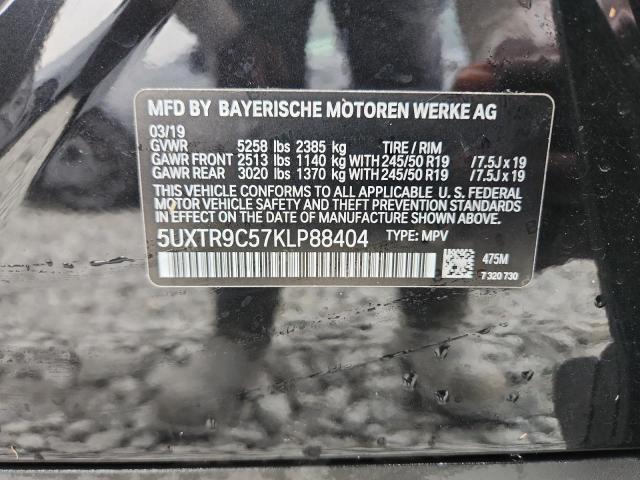 MFD BY BAYERISCHE MOTOREN WERKE AG
03/19
GVWR 5258 lbs 2385 kg TIRE / RIM
GAWR FRONT 2513 lbs 1140 kg WITH 245/50 R19 / 7.5J x 19
GAWR REAR 3020 lbs 1370 kg WITH 245/50 R19 / 7.5J x 19
THIS VEHICLE CONFORMS TO ALL APPLICABLE U. S. FEDERAL
MOTOR VEHICLE SAFETY AND THEFT PREVENTION STANDARDS
IN EFFECT ON THE DATE OF MANUFACTURE SHOWN ABOVE.
5UXTR9C57KLP88404 TYPE: MPV
475M
7 320 730